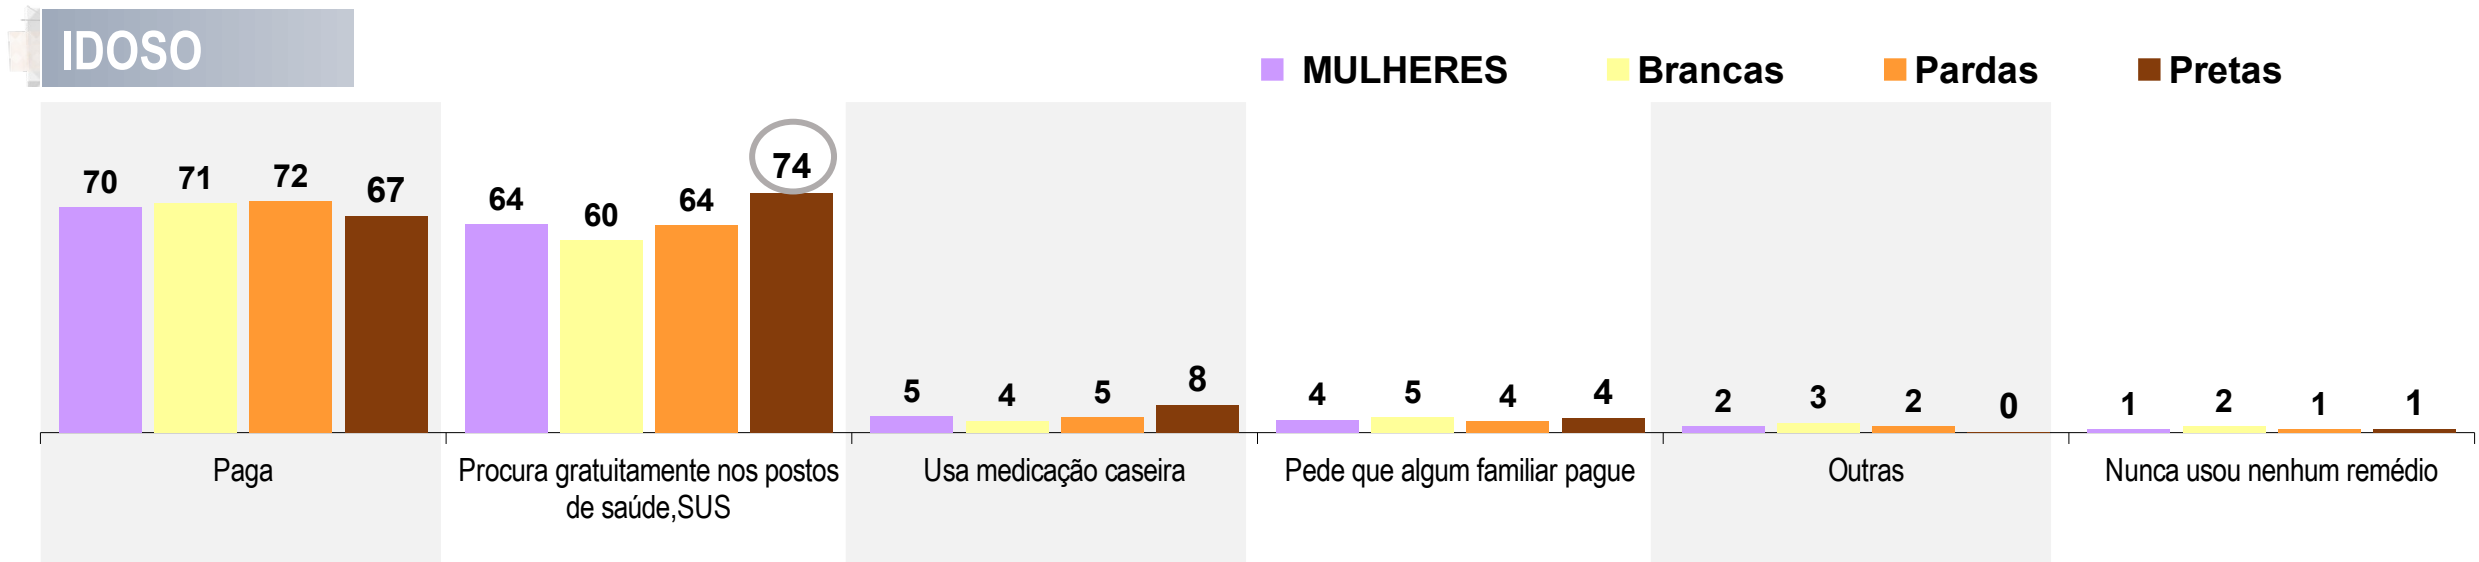 IDOSO
MULHERES Brancas Pardas Pretas
70 71 72 67 64 60 64 74 5 4 5 8 4 5 4 4 2 3 2 0 1 2 1 1
Paga
Procura gratuitamente nos postos
de saúde,SUS
Usa medicação caseira
Pede que algum familiar pague
Outras
Nunca usou nenhum remédio